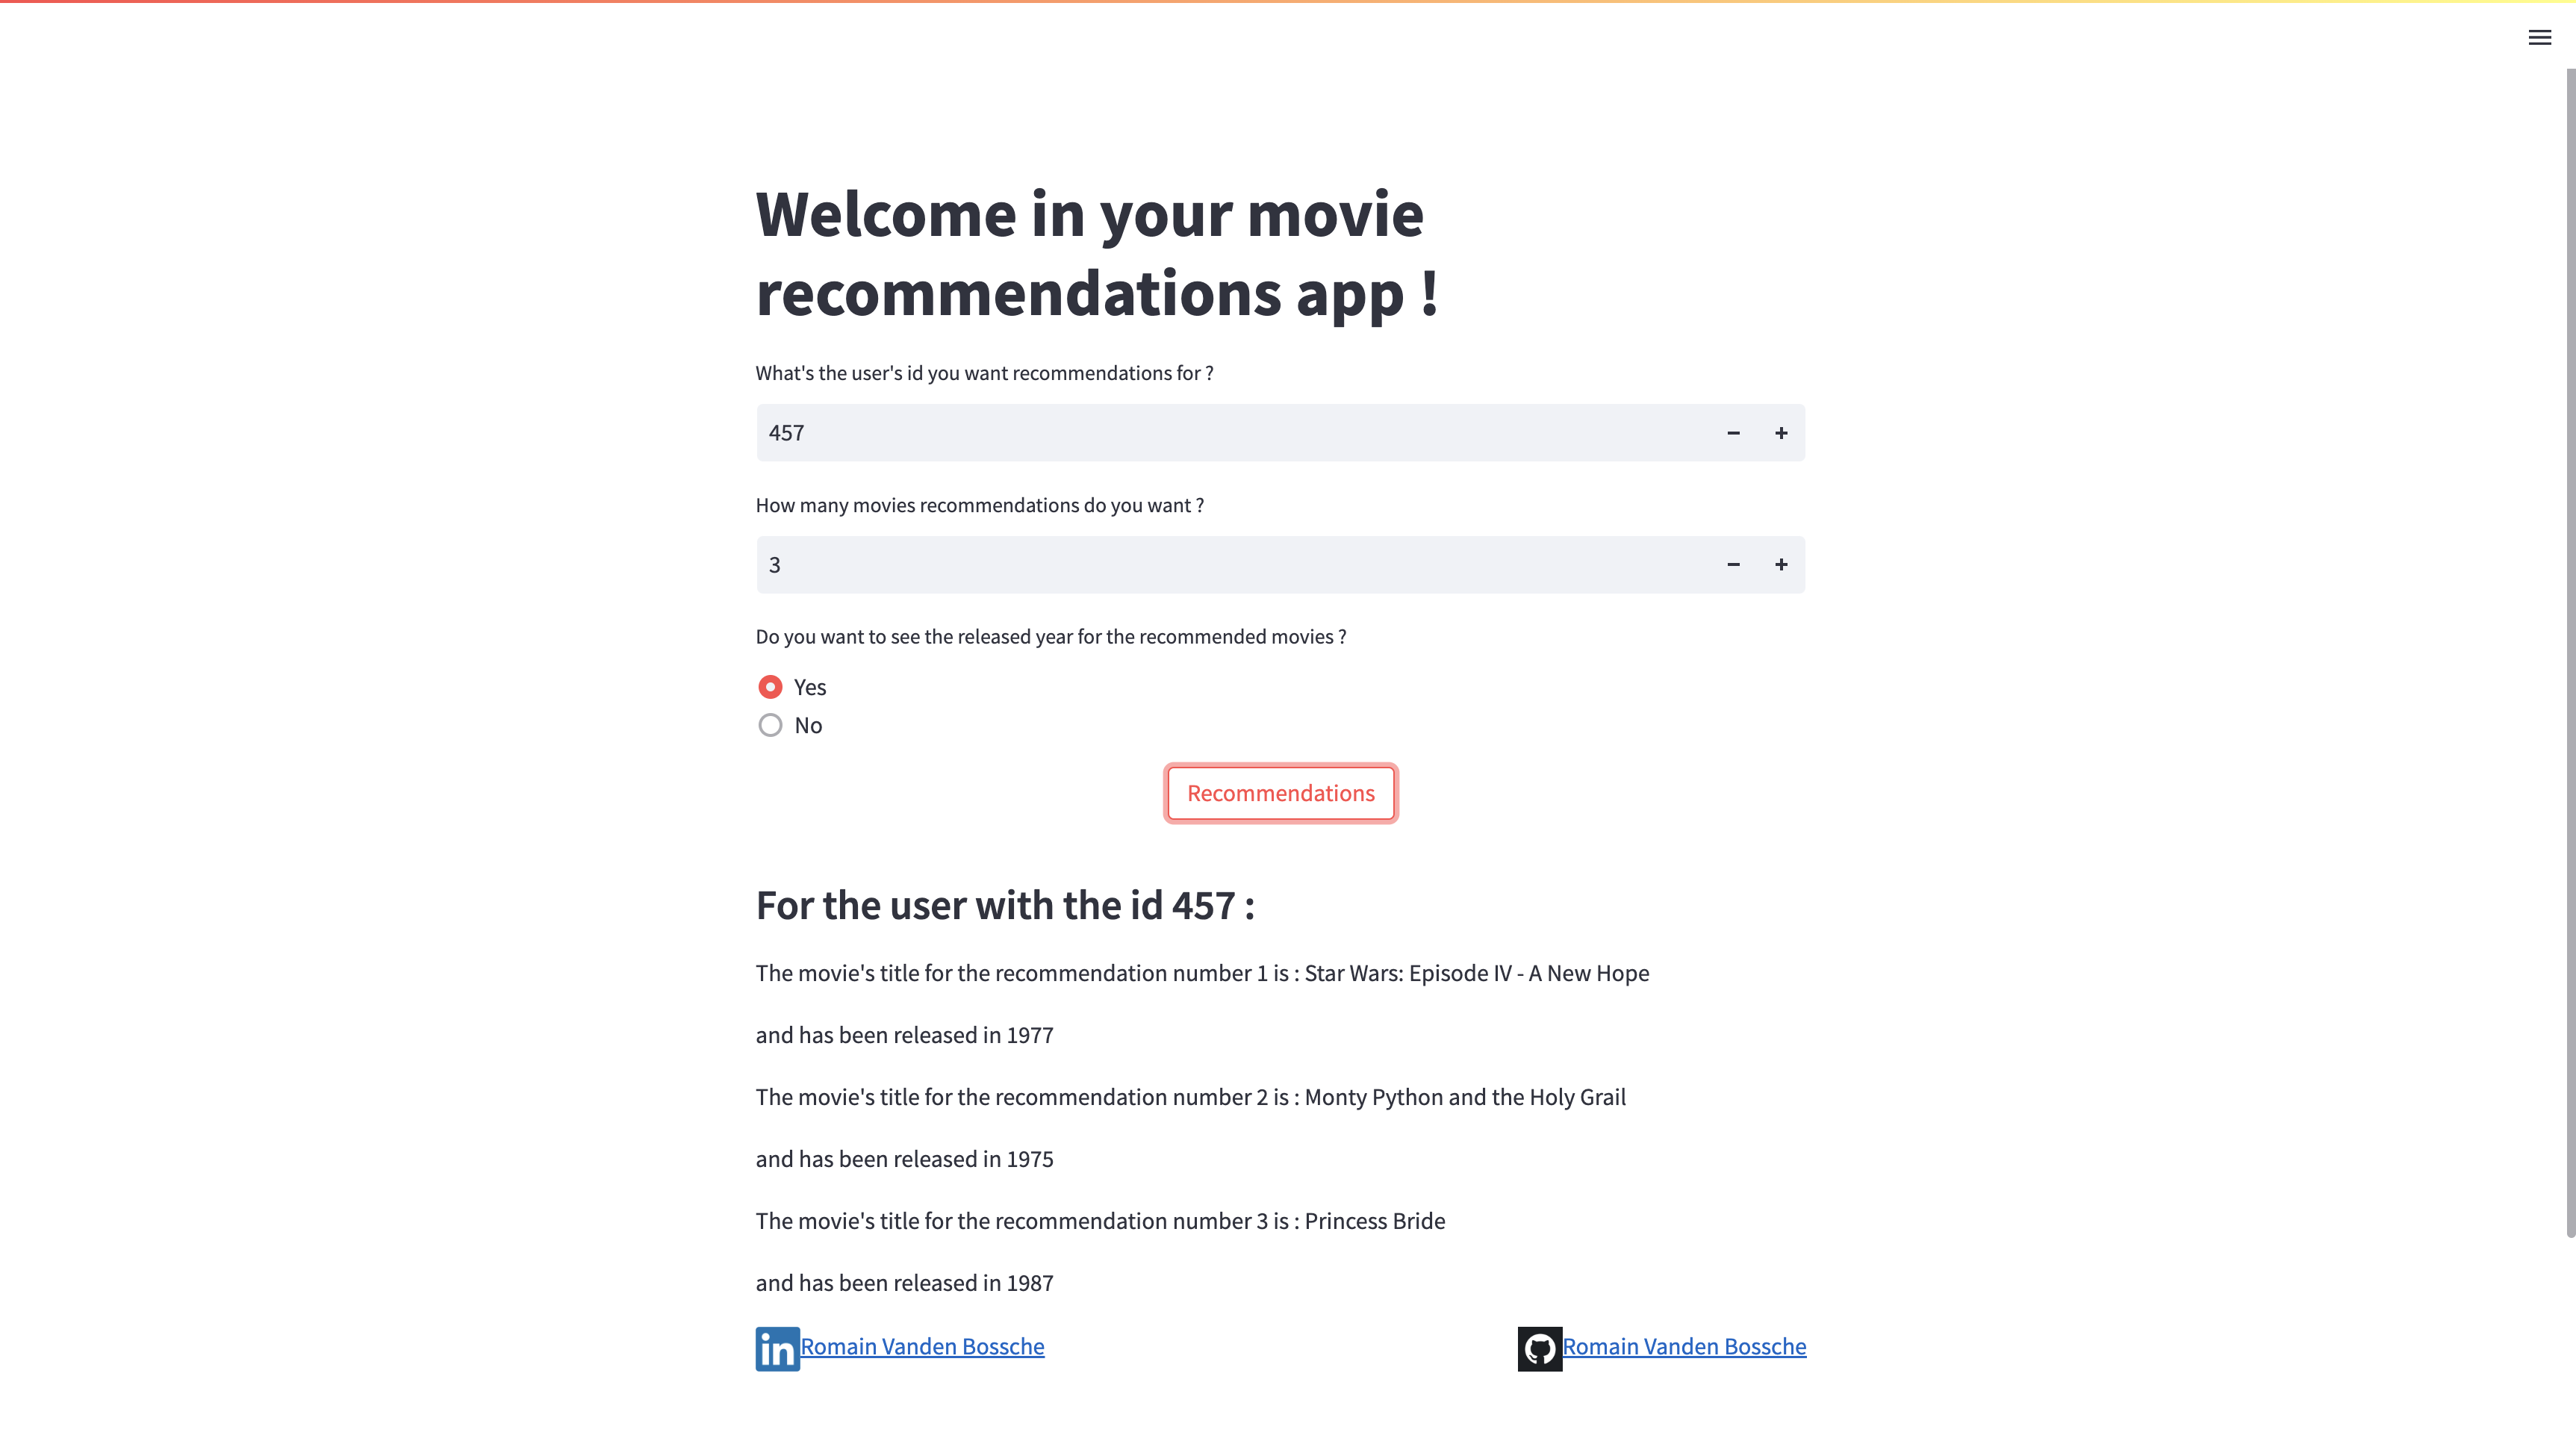 Welcome in your movie
recommendations app !
What's the user's id you want recommendations for ?
457
How many movies recommendations do you want ?
3
Do you want to see the released year for the recommended movies ?
Yes
No
Recommendations
For the user with the id 457 :
The movie's title for the recommendation number 1 is : Star Wars: Episode IV - A New Hope
and has been released in 1977
The movie's title for the recommendation number 2 is : Monty Python and the Holy Grail
and has been released in 1975
The movie's title for the recommendation number 3 is : Princess Bride
and has been released in 1987
in Romain Vanden Bossche
Romain Vanden Bossche